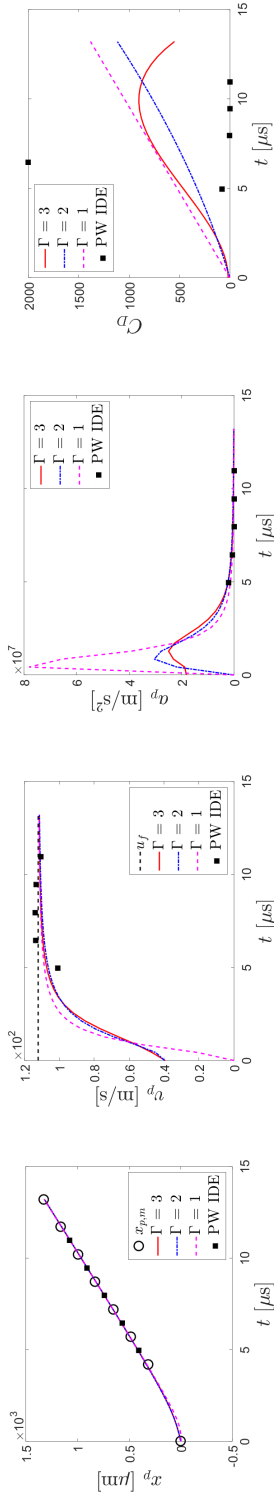 ×10³
1.5
1
0.5
0
-0.5
x_p [μm]
0 5 10 15
t [μs]
x_{p,m}
Γ = 3
Γ = 2
Γ = 1
PW IDE
×10²
1.2
1
0.8
0.6
0.4
0.2
0
v_p [m/s]
0 5 10 15
t [μs]
u_f
Γ = 3
Γ = 2
Γ = 1
PW IDE
×10⁷
8
6
4
2
0
a_p [m/s²]
0 5 10 15
t [μs]
Γ = 3
Γ = 2
Γ = 1
PW IDE
2000
1500
1000
500
0
C_D
0 5 10 15
t [μs]
Γ = 3
Γ = 2
Γ = 1
PW IDE